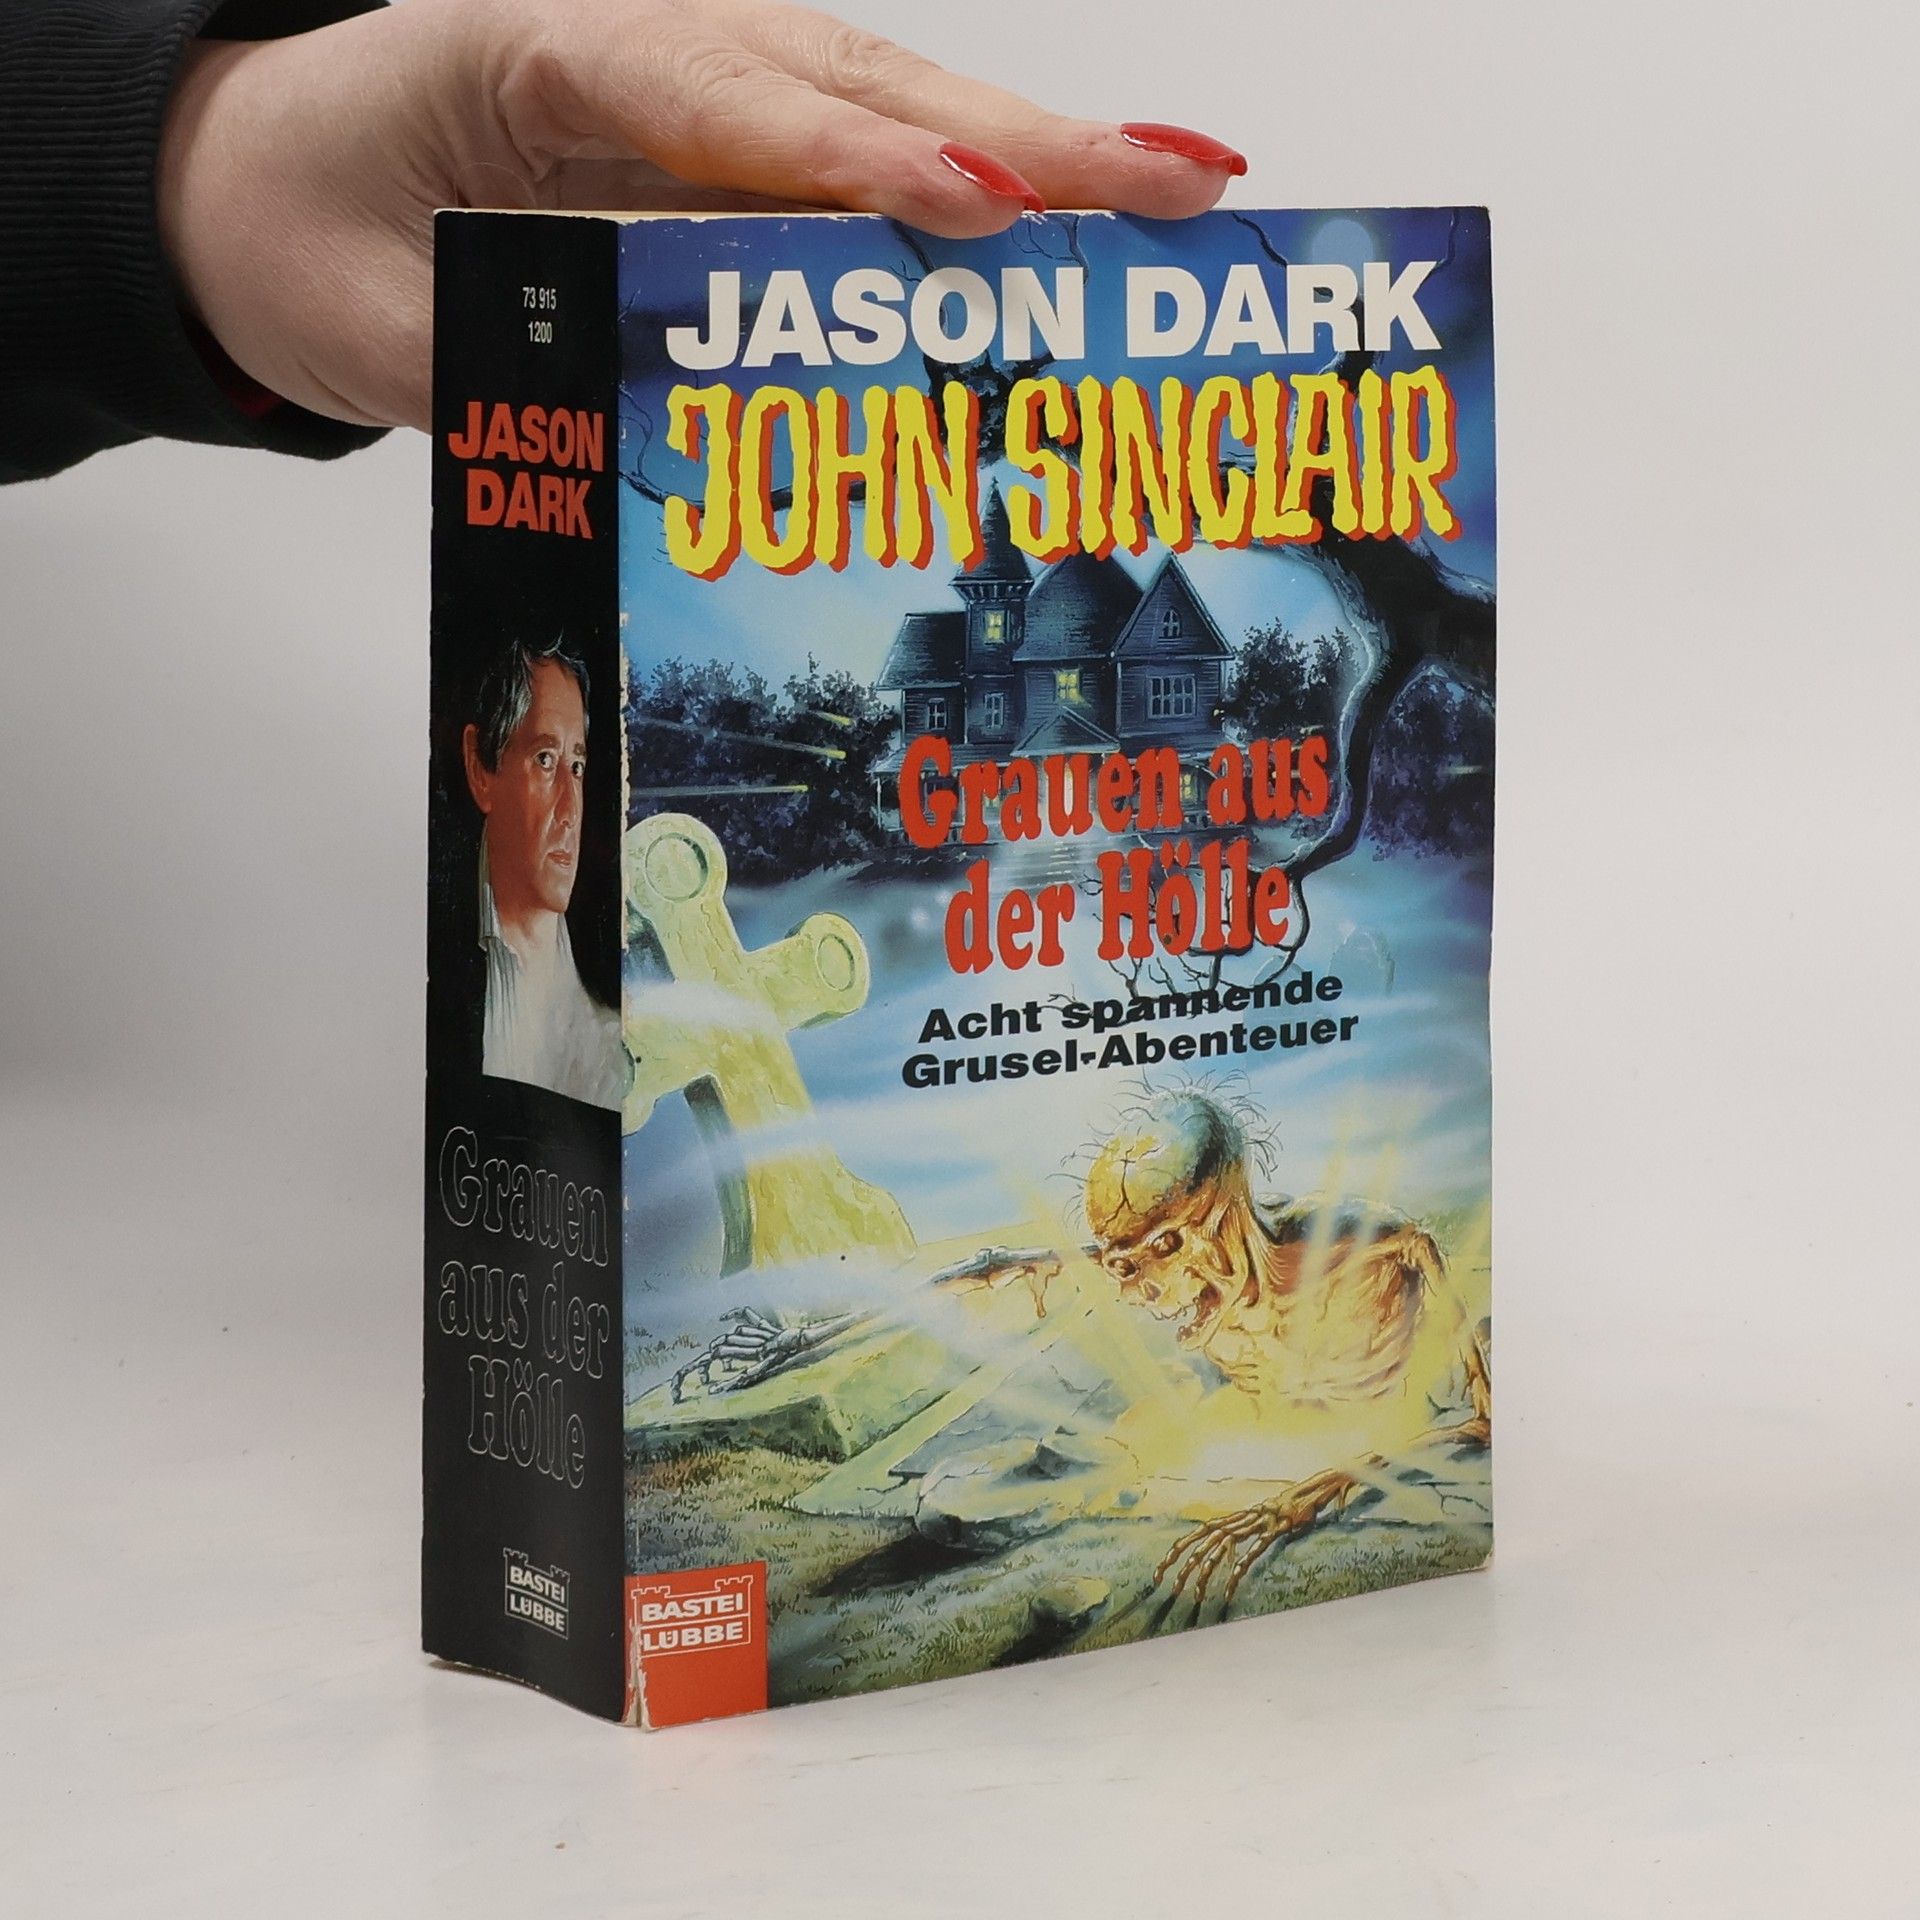 73 915
1200
JASON
DARK
Grauen
aus der
Hölle
BASTEI
LÜBBE
JASON DARK
JOHN SINCLAIR
Grauen aus
der Hölle
Acht spannende
Grusel-Abenteuer
BASTEI
LÜBBE